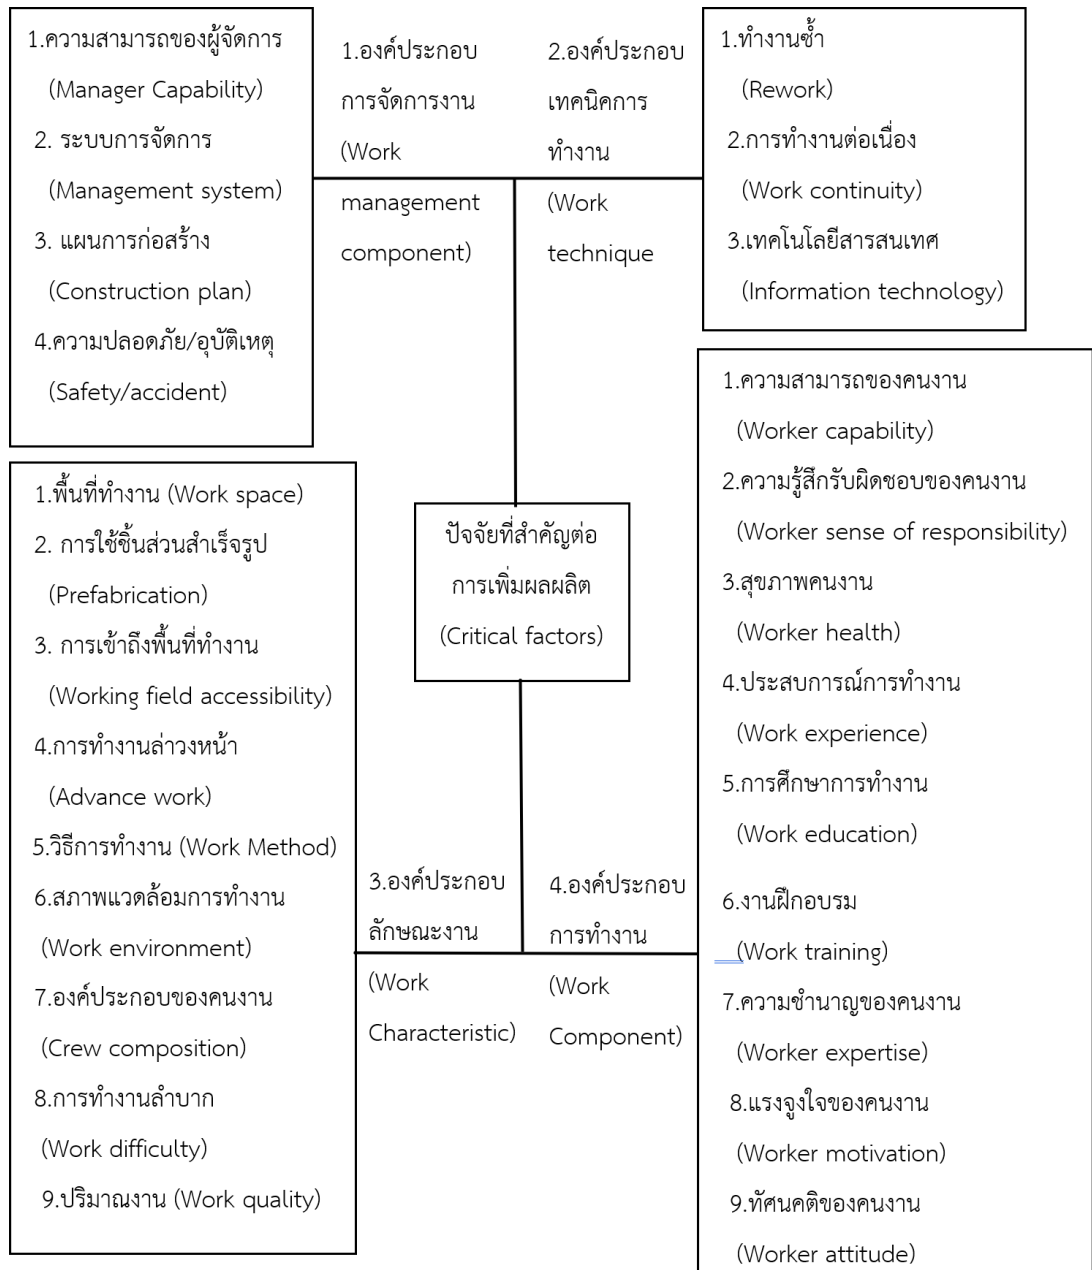 1.ความสามารถของผู้จัดการ
(Manager Capability)
2. ระบบการจัดการ
(Management system)
3. แผนการก่อสร้าง
(Construction plan)
4.ความปลอดภัย/อุบัติเหตุ
(Safety/accident)
1.องค์ประกอบ
การจัดการงาน
(Work
management
component)
2.องค์ประกอบ
เทคนิคการ
ทำงาน
(Work
technique
1.ทำงานซ้ำ
(Rework)
2.การทำงานต่อเนื่อง
(Work continuity)
3.เทคโนโลยีสารสนเทศ
(Information technology)
ปัจจัยที่สำคัญต่อ
การเพิ่มผลผลิต
(Critical factors)
1.พื้นที่ทำงาน (Work space)
2. การใช้ชิ้นส่วนสำเร็จรูป
(Prefabrication)
3. การเข้าถึงพื้นที่ทำงาน
(Working field accessibility)
4.การทำงานล่าวงหน้า
(Advance work)
5.วิธีการทำงาน (Work Method)
6.สภาพแวดล้อมการทำงาน
(Work environment)
7.องค์ประกอบของคนงาน
(Crew composition)
8.การทำงานลำบาก
(Work difficulty)
9.ปริมาณงาน (Work quality)
3.องค์ประกอบ
ลักษณะงาน
(Work
Characteristic)
4.องค์ประกอบ
การทำงาน
(Work
Component)
1.ความสามารถของคนงาน
(Worker capability)
2.ความรู้สึกรับผิดชอบของคนงาน
(Worker sense of responsibility)
3.สุขภาพคนงาน
(Worker health)
4.ประสบการณ์การทำงาน
(Work experience)
5.การศึกษาการทำงาน
(Work education)
6.งานฝึกอบรม
(Work training)
7.ความชำนาญของคนงาน
(Worker expertise)
8.แรงจูงใจของคนงาน
(Worker motivation)
9.ทัศนคติของคนงาน
(Worker attitude)